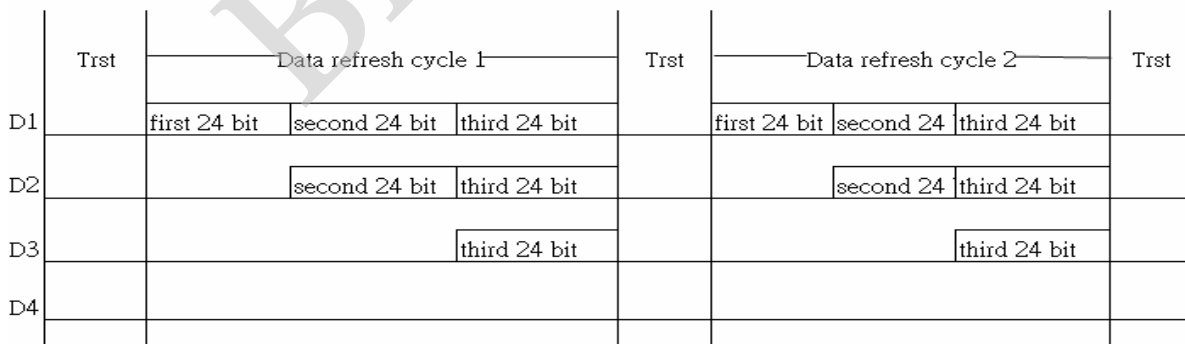 Trst Data refresh cycle 1 Trst Data refresh cycle 2 Trst
D1 first 24 bit second 24 bit third 24 bit first 24 bit second 24 third 24 bit
D2 second 24 bit third 24 bit second 24 third 24 bit
D3 third 24 bit third 24 bit
D4